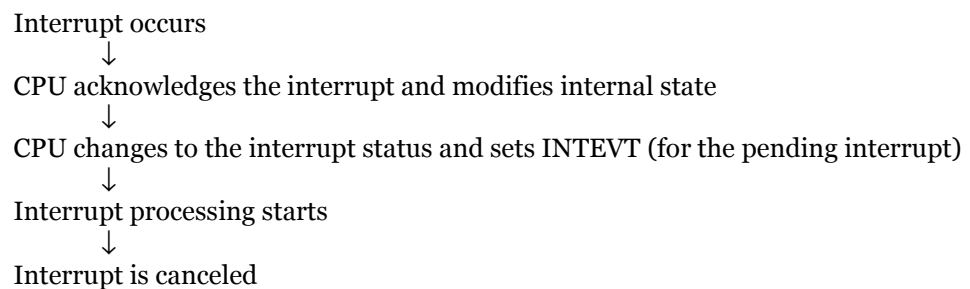 Interrupt occurs
↓
CPU acknowledges the interrupt and modifies internal state
↓
CPU changes to the interrupt status and sets INTEVT (for the pending interrupt)
↓
Interrupt processing starts
↓
Interrupt is canceled